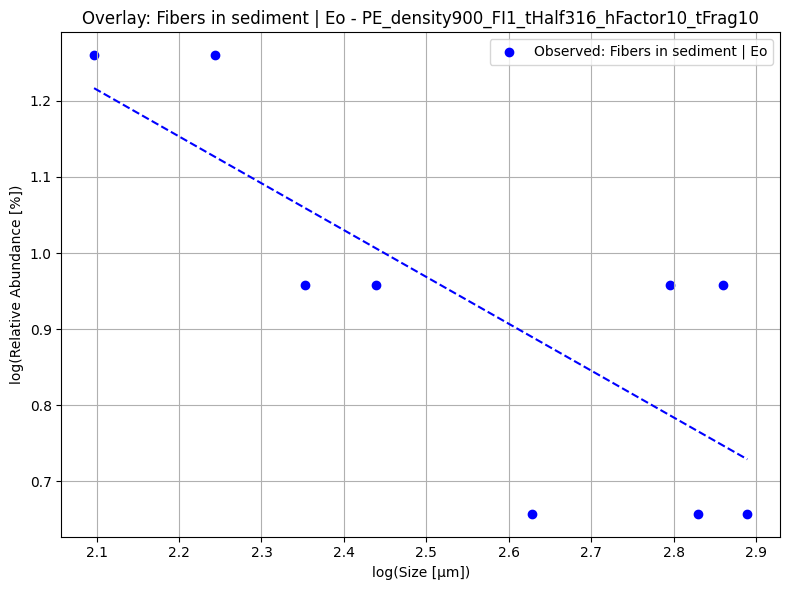 Overlay: Fibers in sediment | Eo - PE_density900_FI1_tHalf316_hFactor10_tFrag10
Observed: Fibers in sediment | Eo
log(Relative Abundance [%])
1.2
1.1
1.0
0.9
0.8
0.7
2.1 2.2 2.3 2.4 2.5 2.6 2.7 2.8 2.9
log(Size [µm])